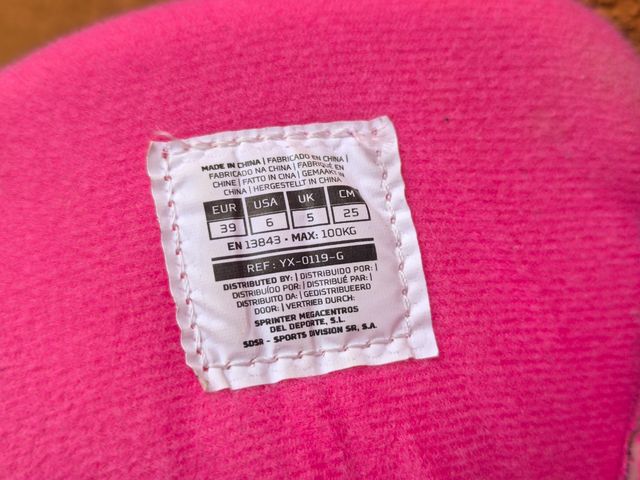 MADE IN CHINA | FABRICADO EN CHINA
FABRICADO NA CHINA | FABRIQUÉ EN
CHINE | FATTO IN CINA | GEMAAKT IN
CHINA | HERGESTELLT IN CHINA
EUR USA UK CM
39 6 5 25
EN 13843 • MAX: 100KG
REF: YX-0119-G
DISTRIBUTED BY: | DISTRIBUIDO POR: |
DISTRIBUÍDO POR: | DISTRIBUÉ PAR: |
DISTRIBUITO DA: | GEDISTRIBUEERD
DOOR: | VERTRIEB DURCH:
SPRINTER MEGACENTROS
DEL DEPORTE, S.L.
SDSR - SPORTS DIVISION SR, S.A.